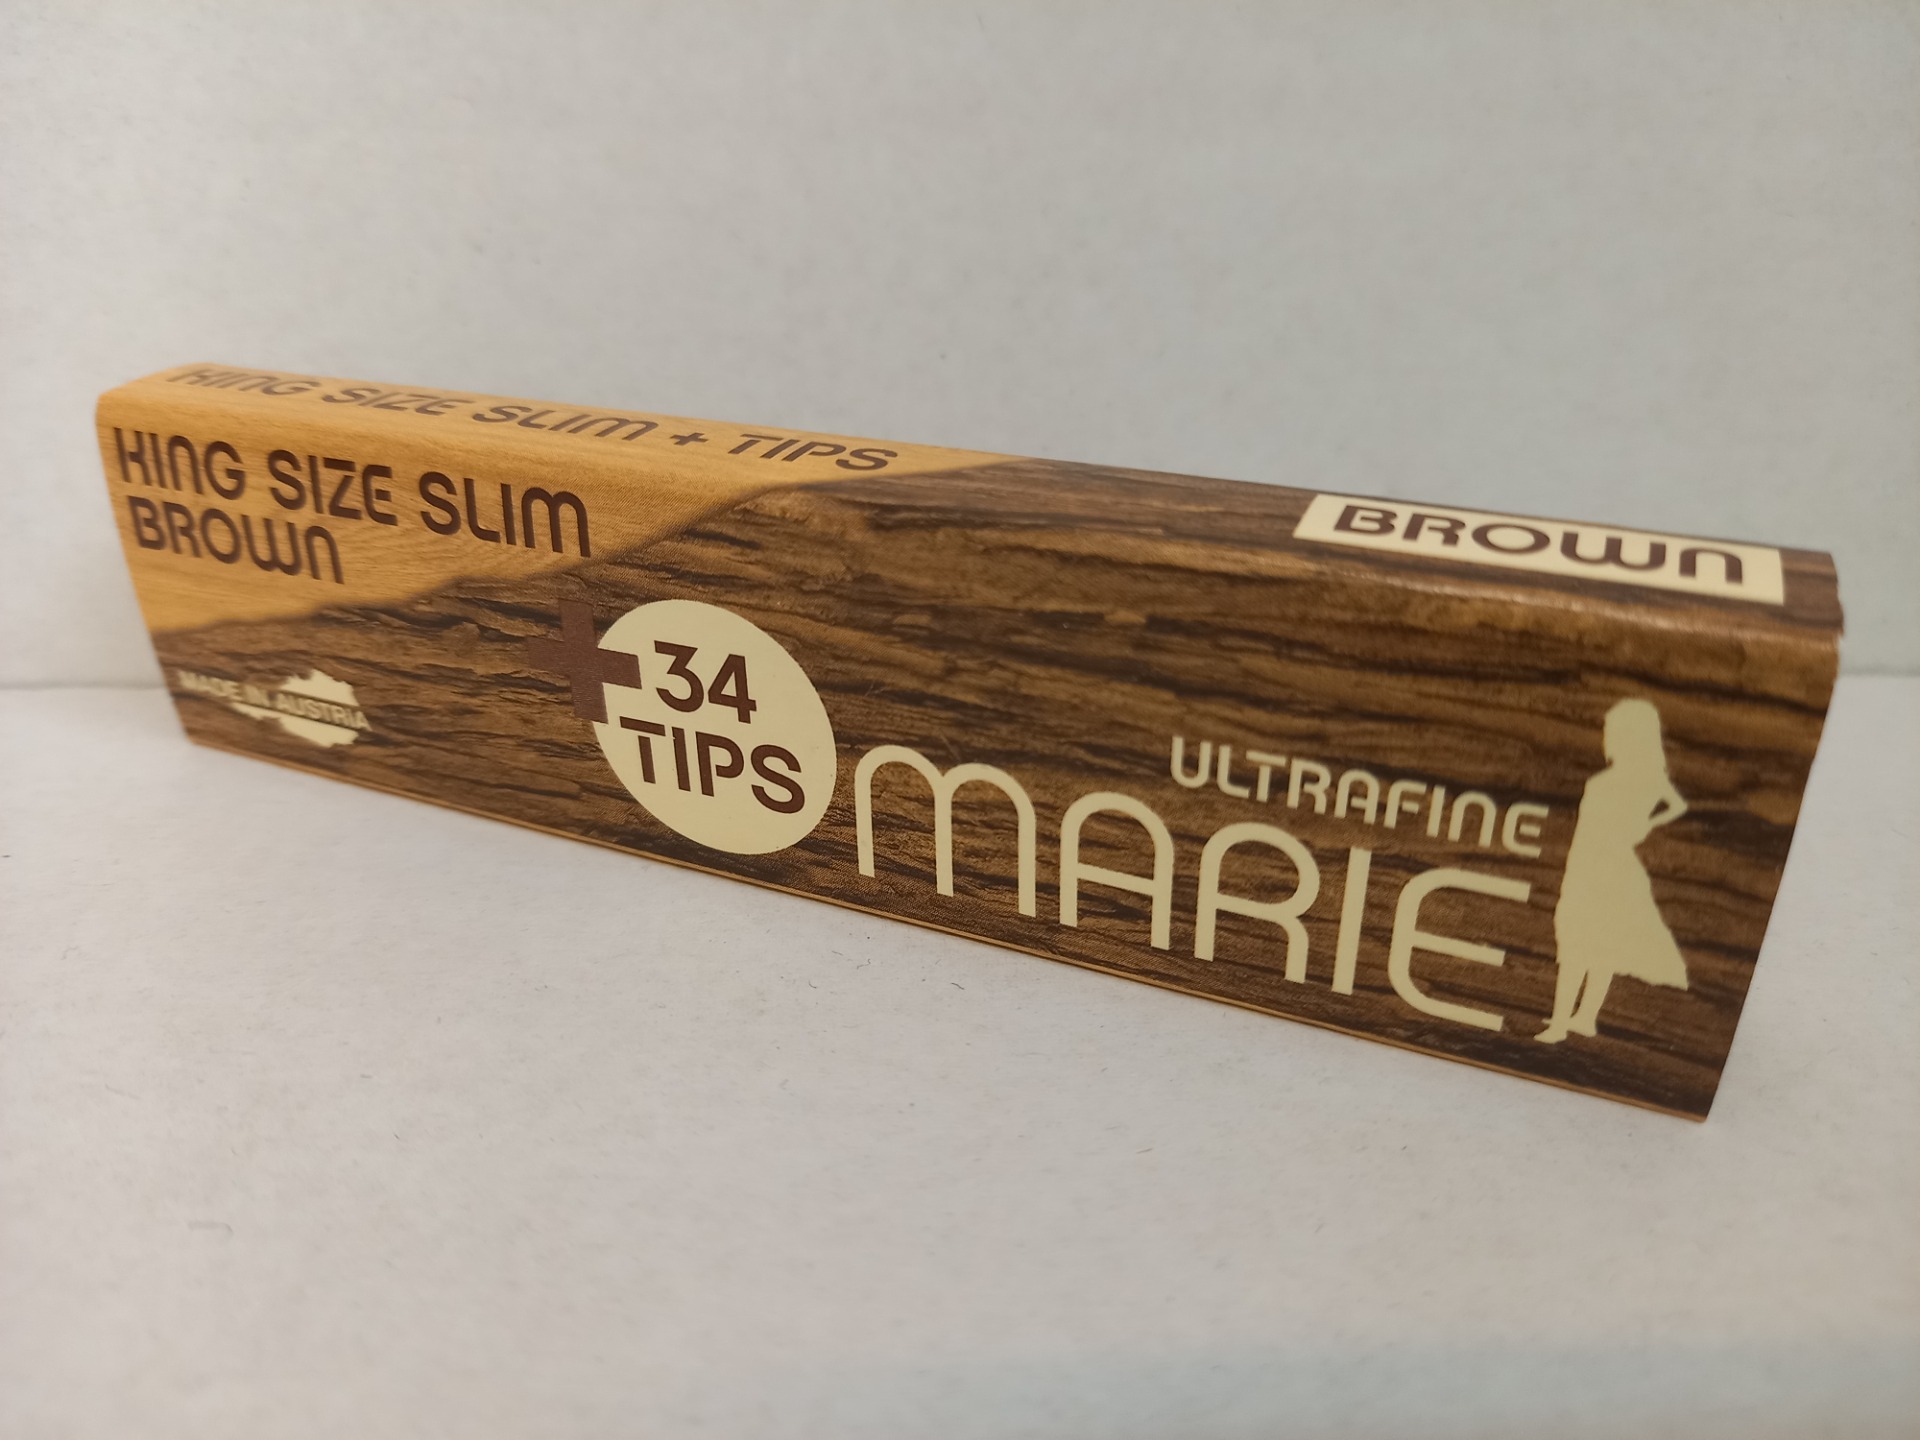 KING SIZE SLIM + TIPS
BROWN
KING SIZE SLIM
BROWN
MADE IN AUSTRIA
+ 34
TIPS
ULTRAFINE
MARIE